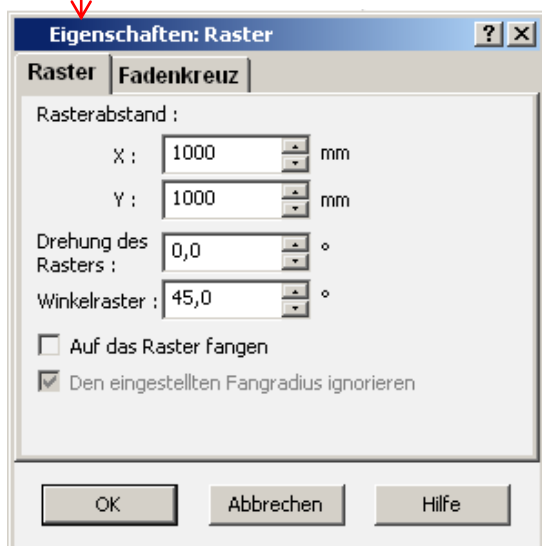 Eigenschaften: Raster ? ×
Raster Fadenkreuz
Rasterabstand :
X : 1000 mm
Y : 1000 mm
Drehung des
Rasters : 0,0 °
Winkelraster : 45,0 °
Auf das Raster fangen
Den eingestellten Fangradius ignorieren
OK Abbrechen Hilfe